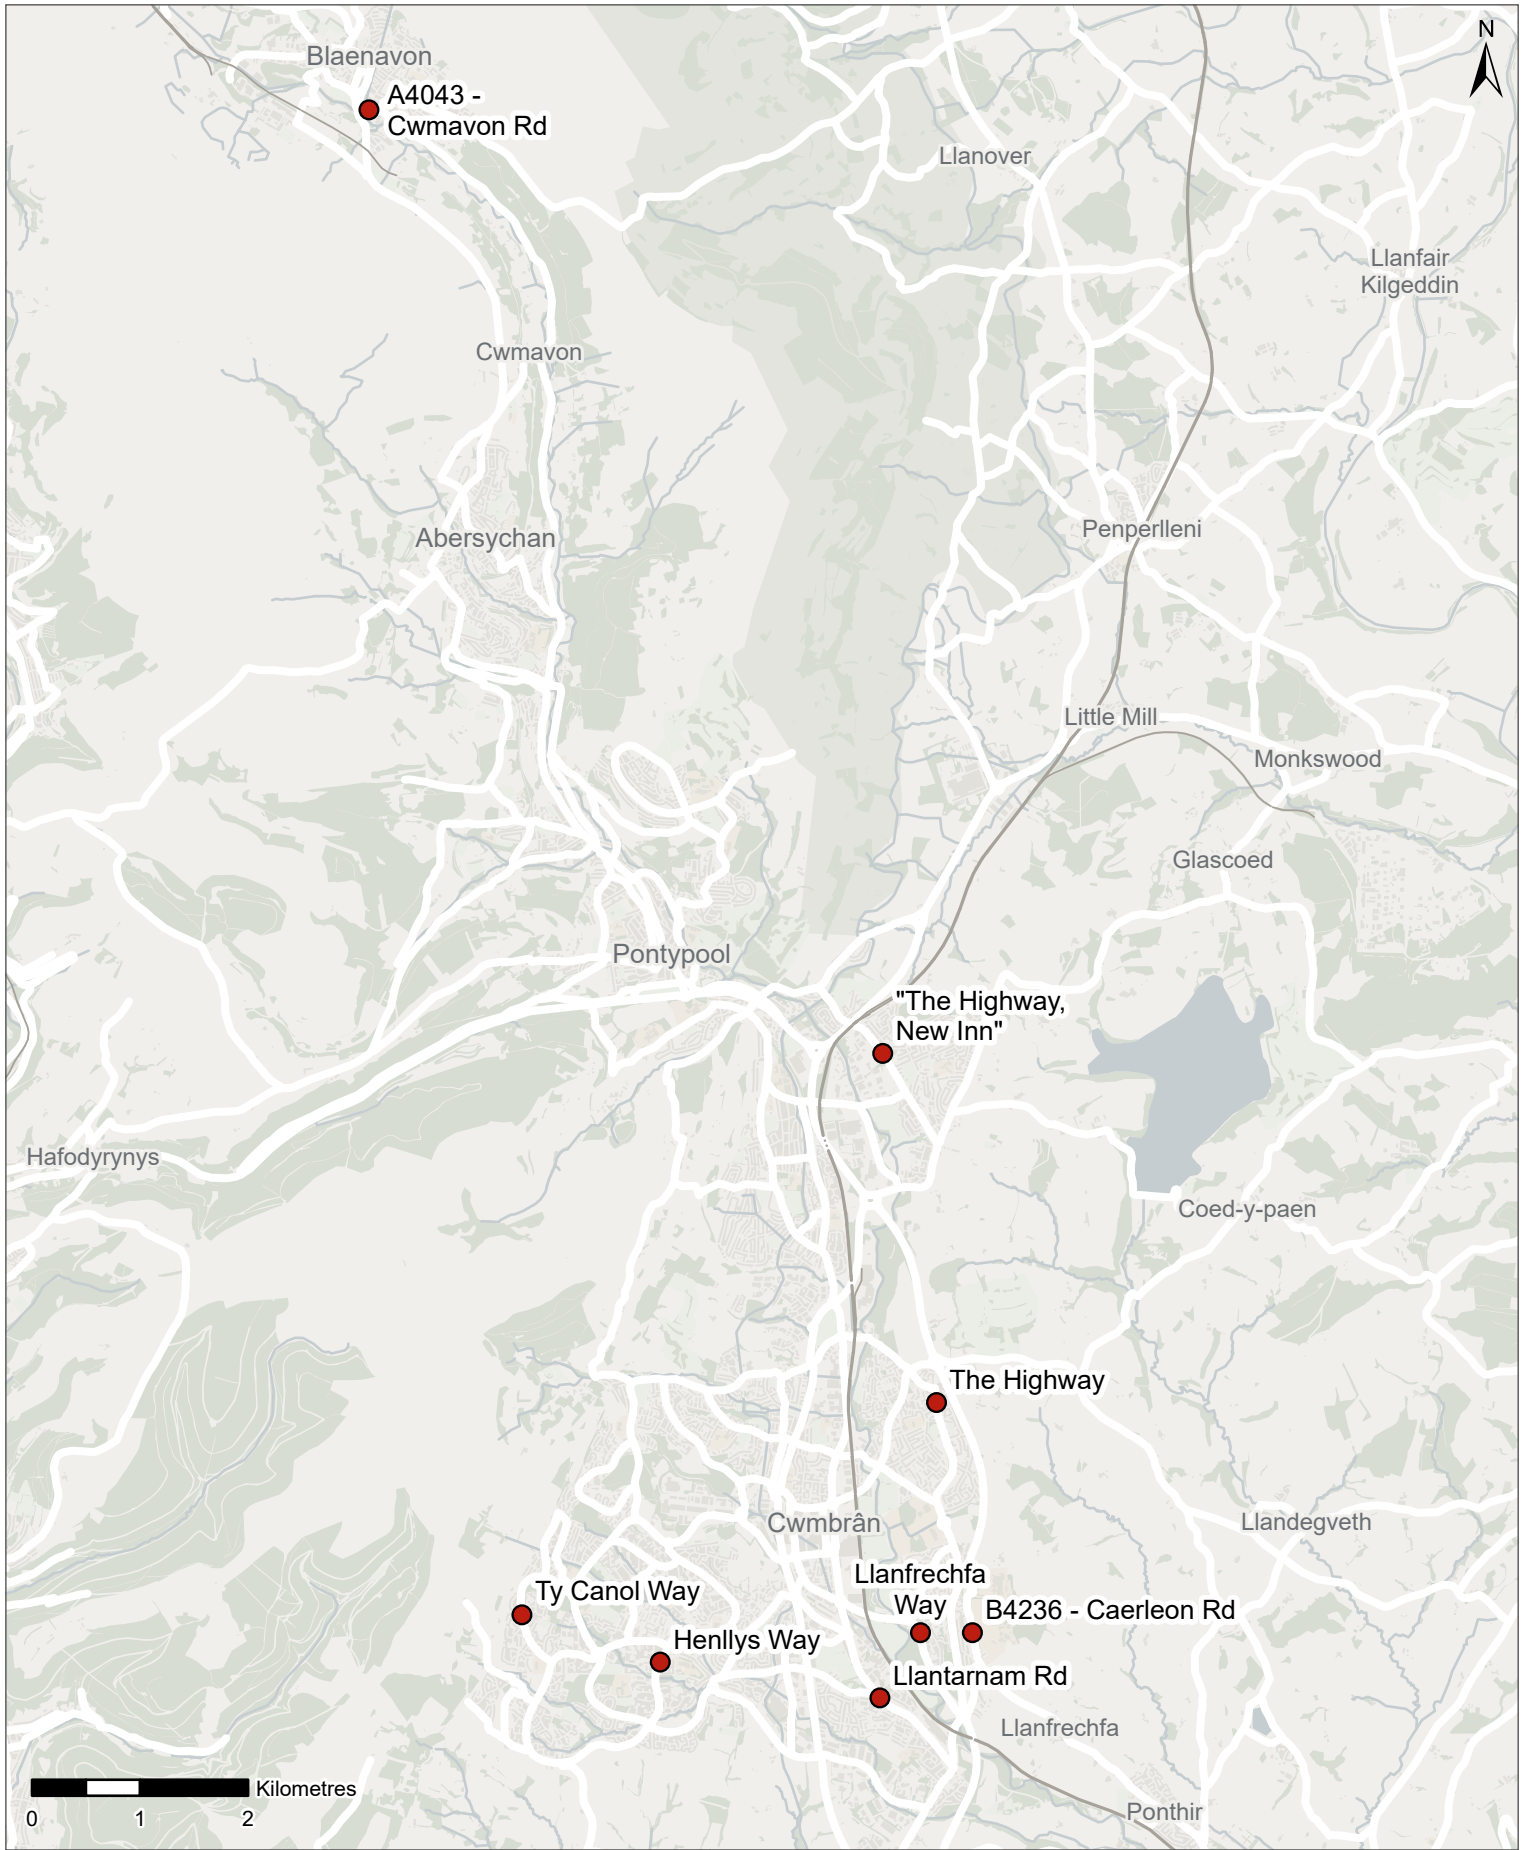 N
Blaenavon
A4043 -
Cwmavon Rd
Llanover
Llanfair
Kilgeddin
Cwmavon
Penperlleni
Abersychan
Little Mill
Monkswood
Glascoed
Pontypool
"The Highway,
New Inn"
Hafodyrynys
Coed-y-paen
The Highway
Cwmbrân
Llandegveth
Llanfrechfa
Way
Ty Canol Way
B4236 - Caerleon Rd
Henllys Way
Llantarnam Rd
Llanfrechfa
Kilometres
0 1 2
Ponthir